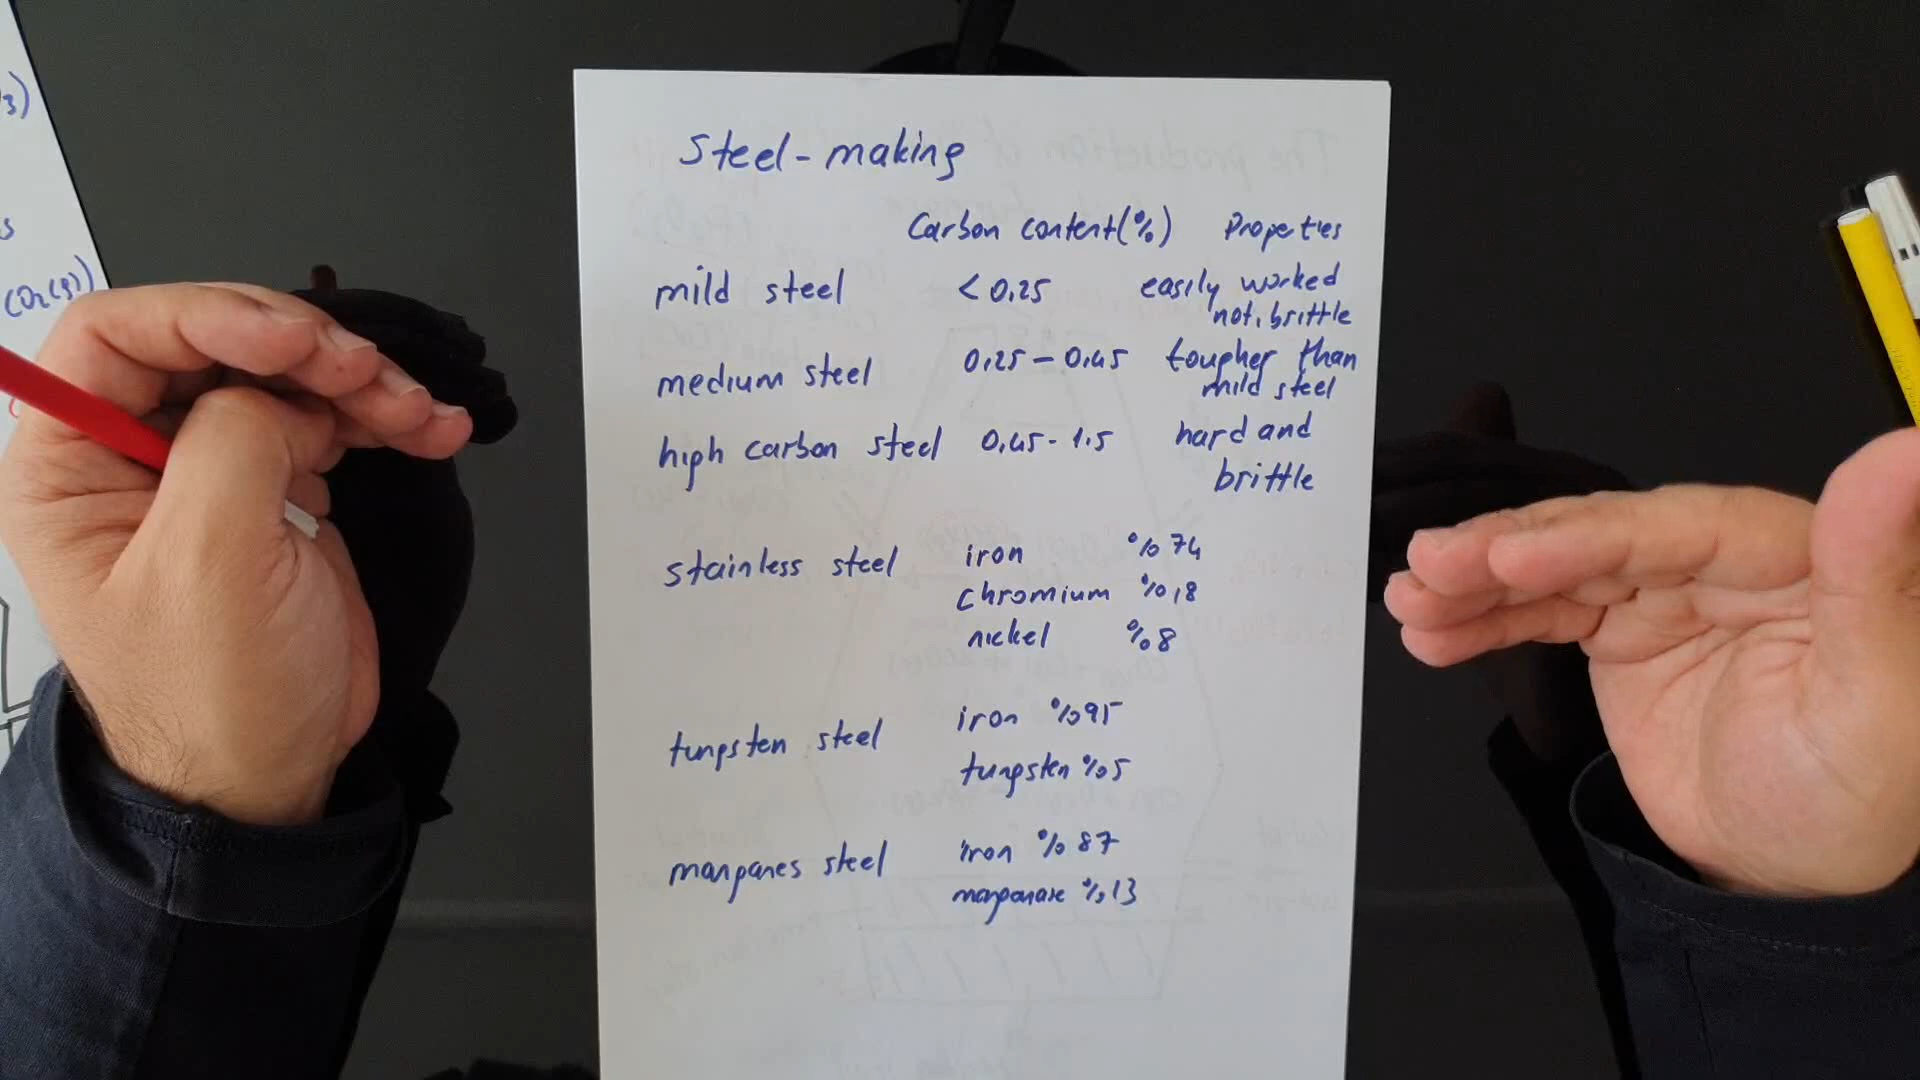 Steel-making
Carbon content(%) Properties
mild steel <0.25 easily worked
not, brittle
medium steel 0.25-0.45 tougher than
mild steel
high carbon steel 0.45-1.5 hard and
brittle
stainless steel iron %74
chromium %18
nickel %8
tungsten steel iron %95
tungsten %5
manganes steel iron %87
manganase %13
CO2(g))